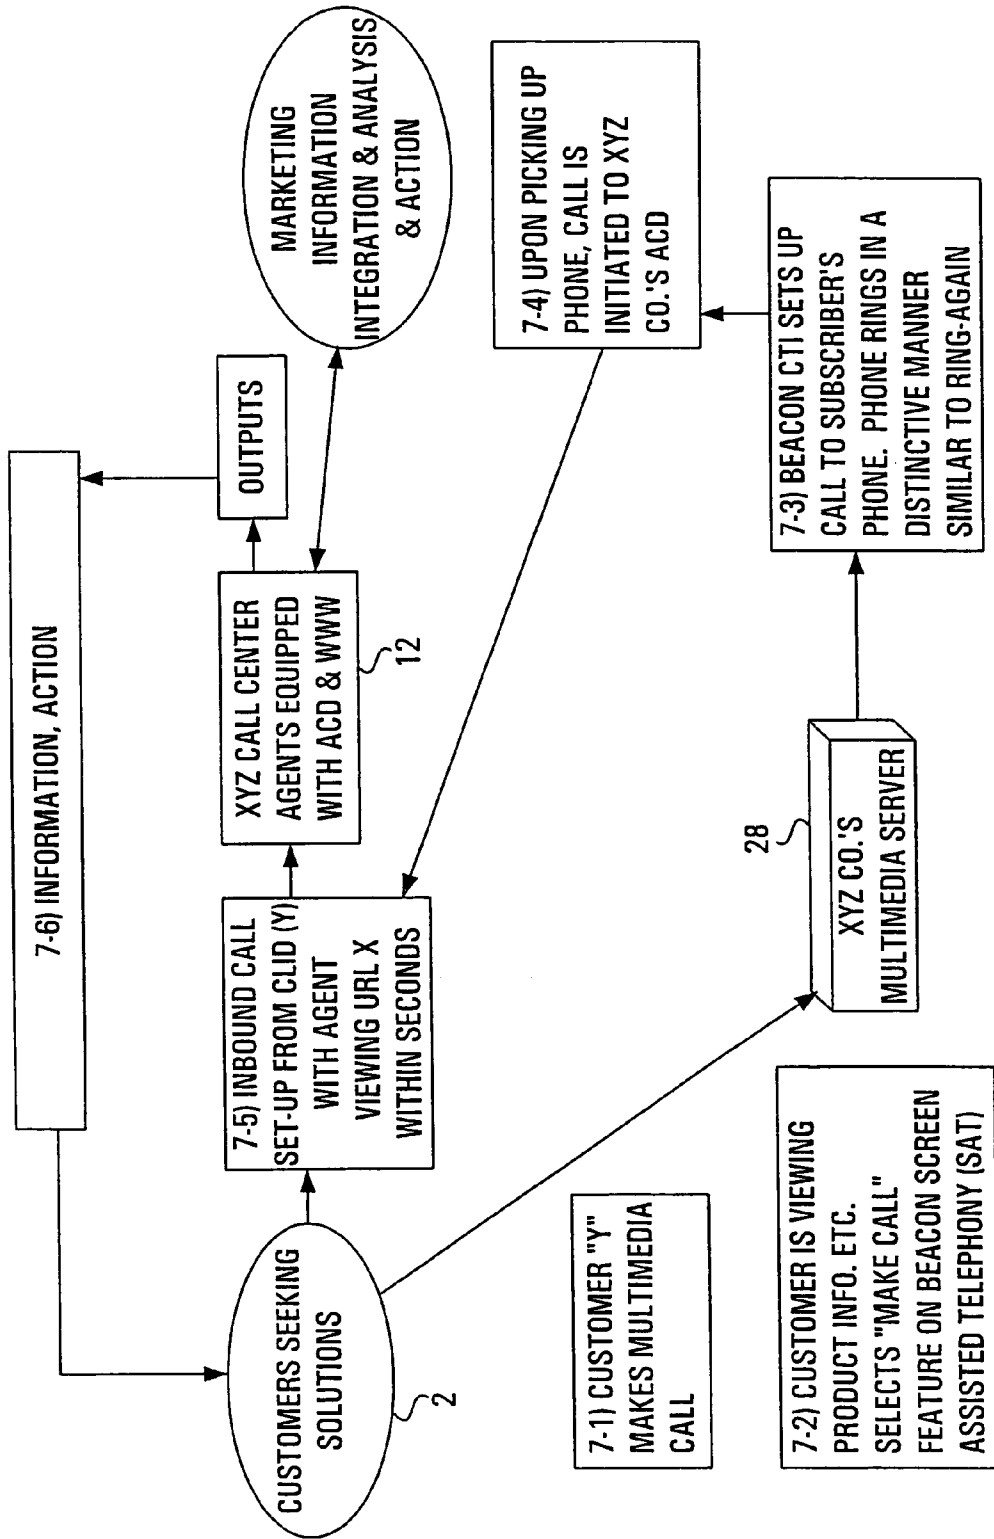 7-6) INFORMATION, ACTION
CUSTOMERS SEEKING
SOLUTIONS
2
7-5) INBOUND CALL
SET-UP FROM CLID (Y)
WITH AGENT
VIEWING URL X
WITHIN SECONDS
XYZ CALL CENTER
AGENTS EQUIPPED
WITH ACD & WWW
12
OUTPUTS
MARKETING
INFORMATION
INTEGRATION & ANALYSIS
& ACTION
7-1) CUSTOMER "Y"
MAKES MULTIMEDIA
CALL
7-2) CUSTOMER IS VIEWING
PRODUCT INFO. ETC.
SELECTS "MAKE CALL"
FEATURE ON BEACON SCREEN
ASSISTED TELEPHONY (SAT)
28
XYZ CO.'S
MULTIMEDIA SERVER
7-3) BEACON CTI SETS UP
CALL TO SUBSCRIBER'S
PHONE. PHONE RINGS IN A
DISTINCTIVE MANNER
SIMILAR TO RING-AGAIN
7-4) UPON PICKING UP
PHONE, CALL IS
INITIATED TO XYZ
CO.'S ACD